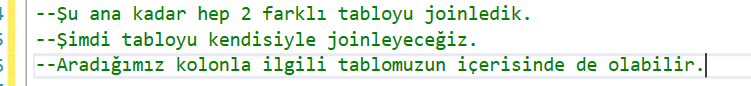 --Şu ana kadar hep 2 farklı tabloyu joinledik.
--Şimdi tabloyu kendisiyle joinleyeceğiz.
--Aradığımız kolonla ilgili tablomuzun içerisinde de olabilir.